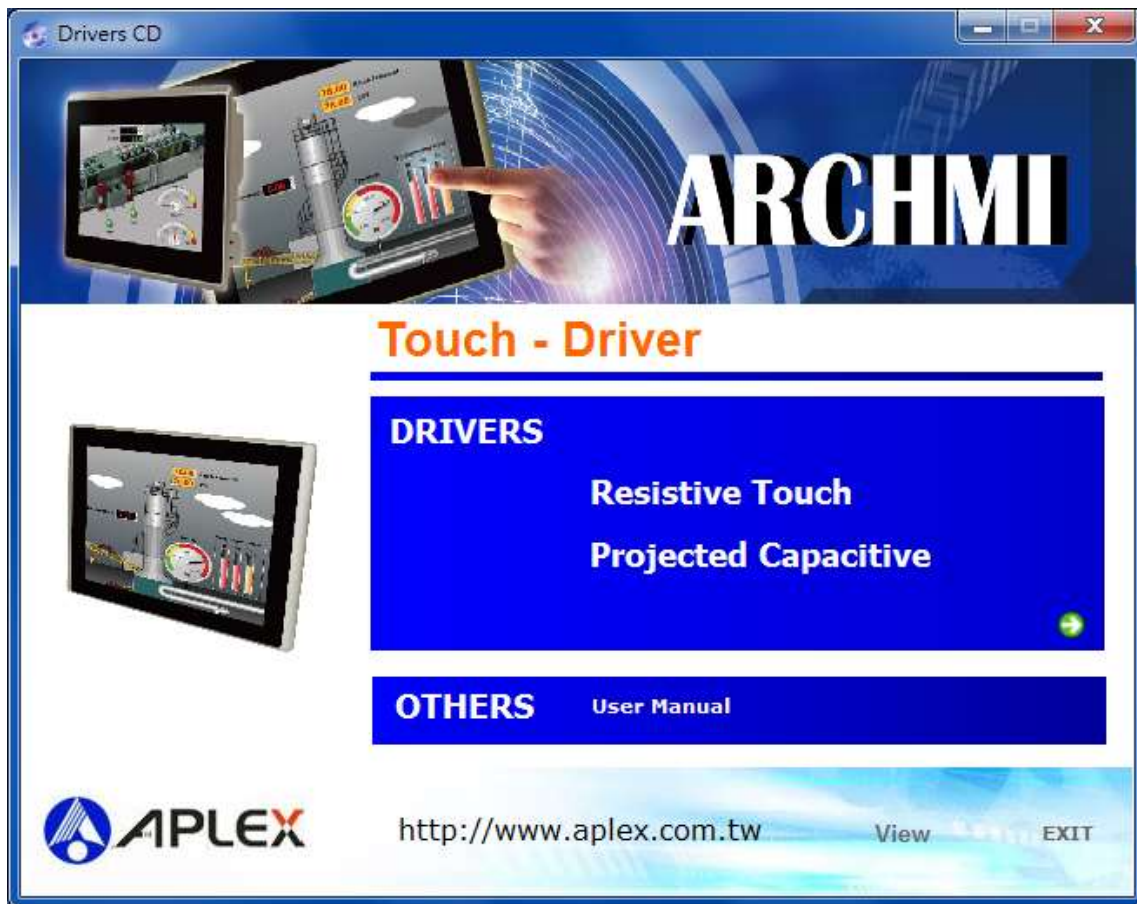 Drivers CD
ARCHMI
Touch - Driver
DRIVERS
Resistive Touch
Projected Capacitive
OTHERS User Manual
APLEX
http://www.aplex.com.tw
View
EXIT